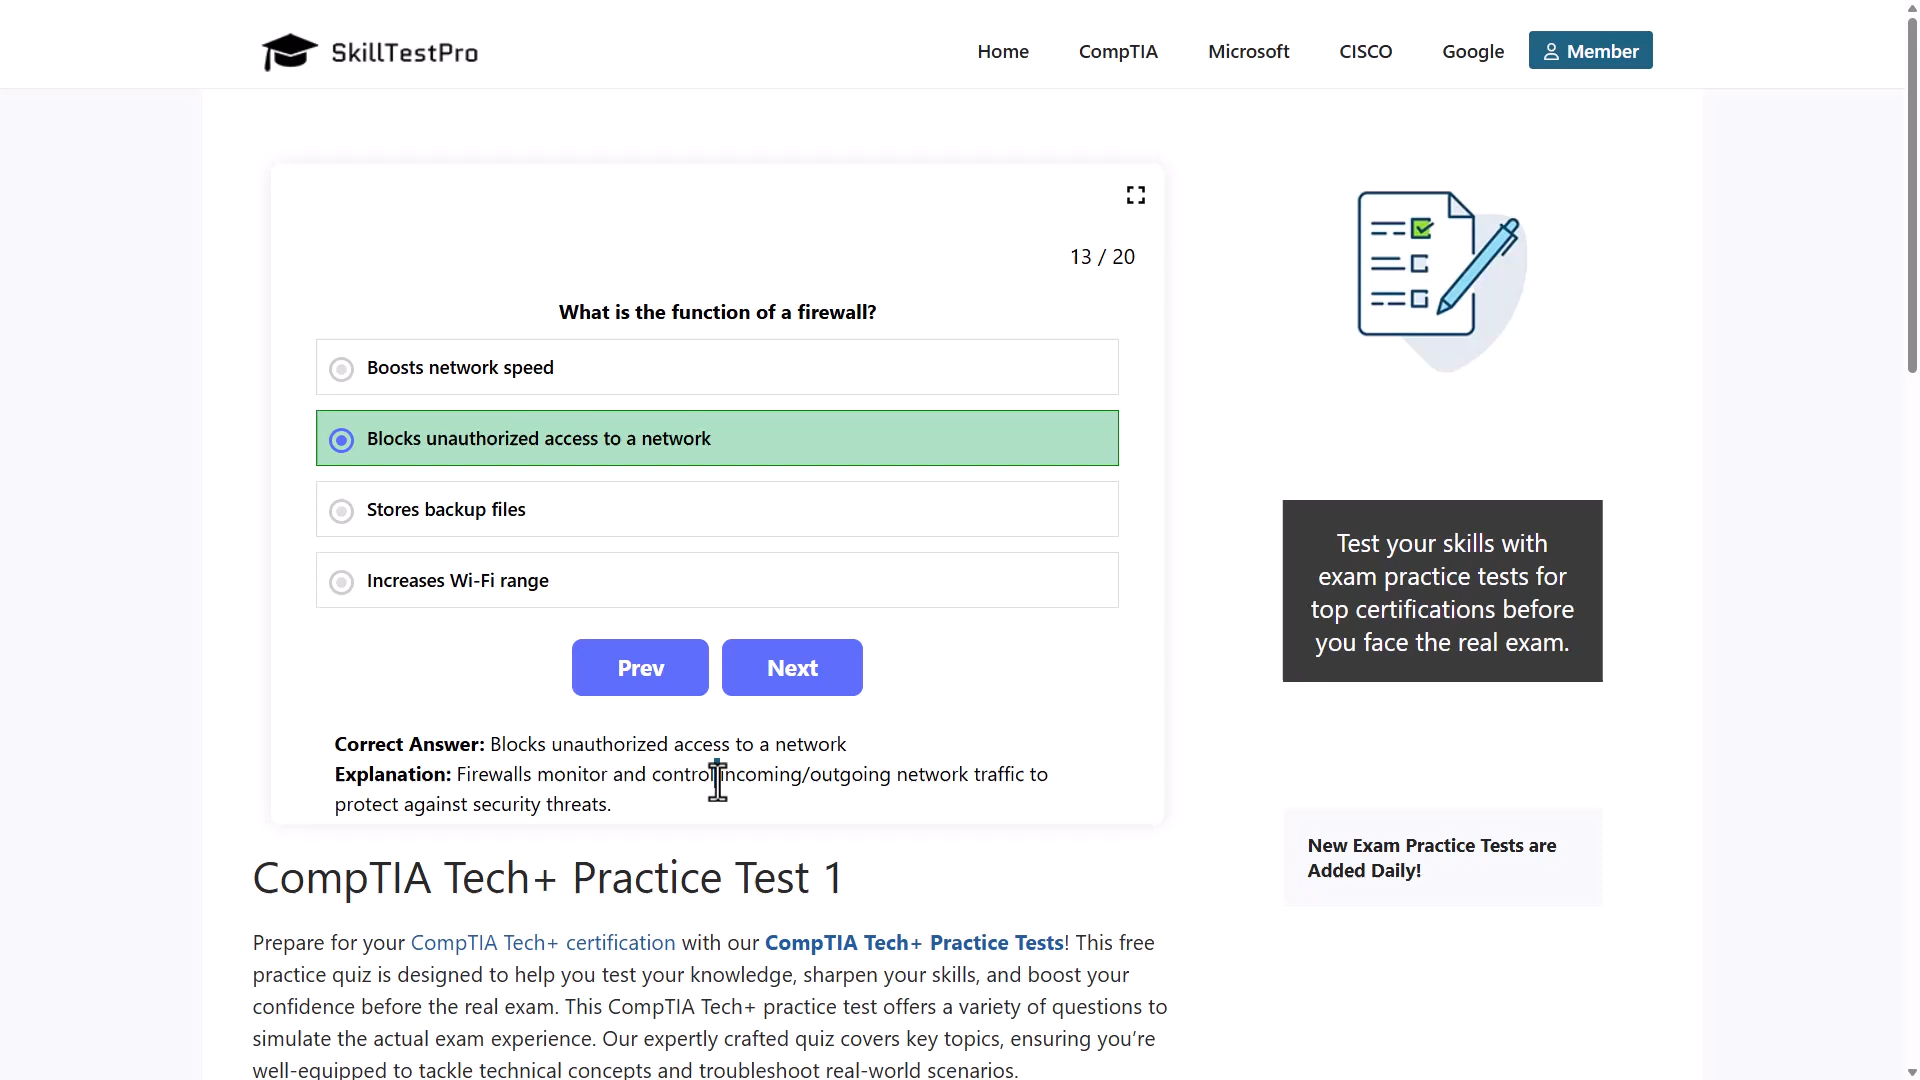 SkillTestPro
Home
CompTIA
Microsoft
CISCO
Google
Member
13 / 20
What is the function of a firewall?
Boosts network speed
Blocks unauthorized access to a network
Stores backup files
Increases Wi-Fi range
Prev
Next
Correct Answer: Blocks unauthorized access to a network
Explanation: Firewalls monitor and control incoming/outgoing network traffic to
protect against security threats.
Test your skills with
exam practice tests for
top certifications before
you face the real exam.
New Exam Practice Tests are
Added Daily!
CompTIA Tech+ Practice Test 1
Prepare for your CompTIA Tech+ certification with our CompTIA Tech+ Practice Tests! This free
practice quiz is designed to help you test your knowledge, sharpen your skills, and boost your
confidence before the real exam. This CompTIA Tech+ practice test offers a variety of questions to
simulate the actual exam experience. Our expertly crafted quiz covers key topics, ensuring you’re
well-equipped to tackle technical concepts and troubleshoot real-world scenarios.